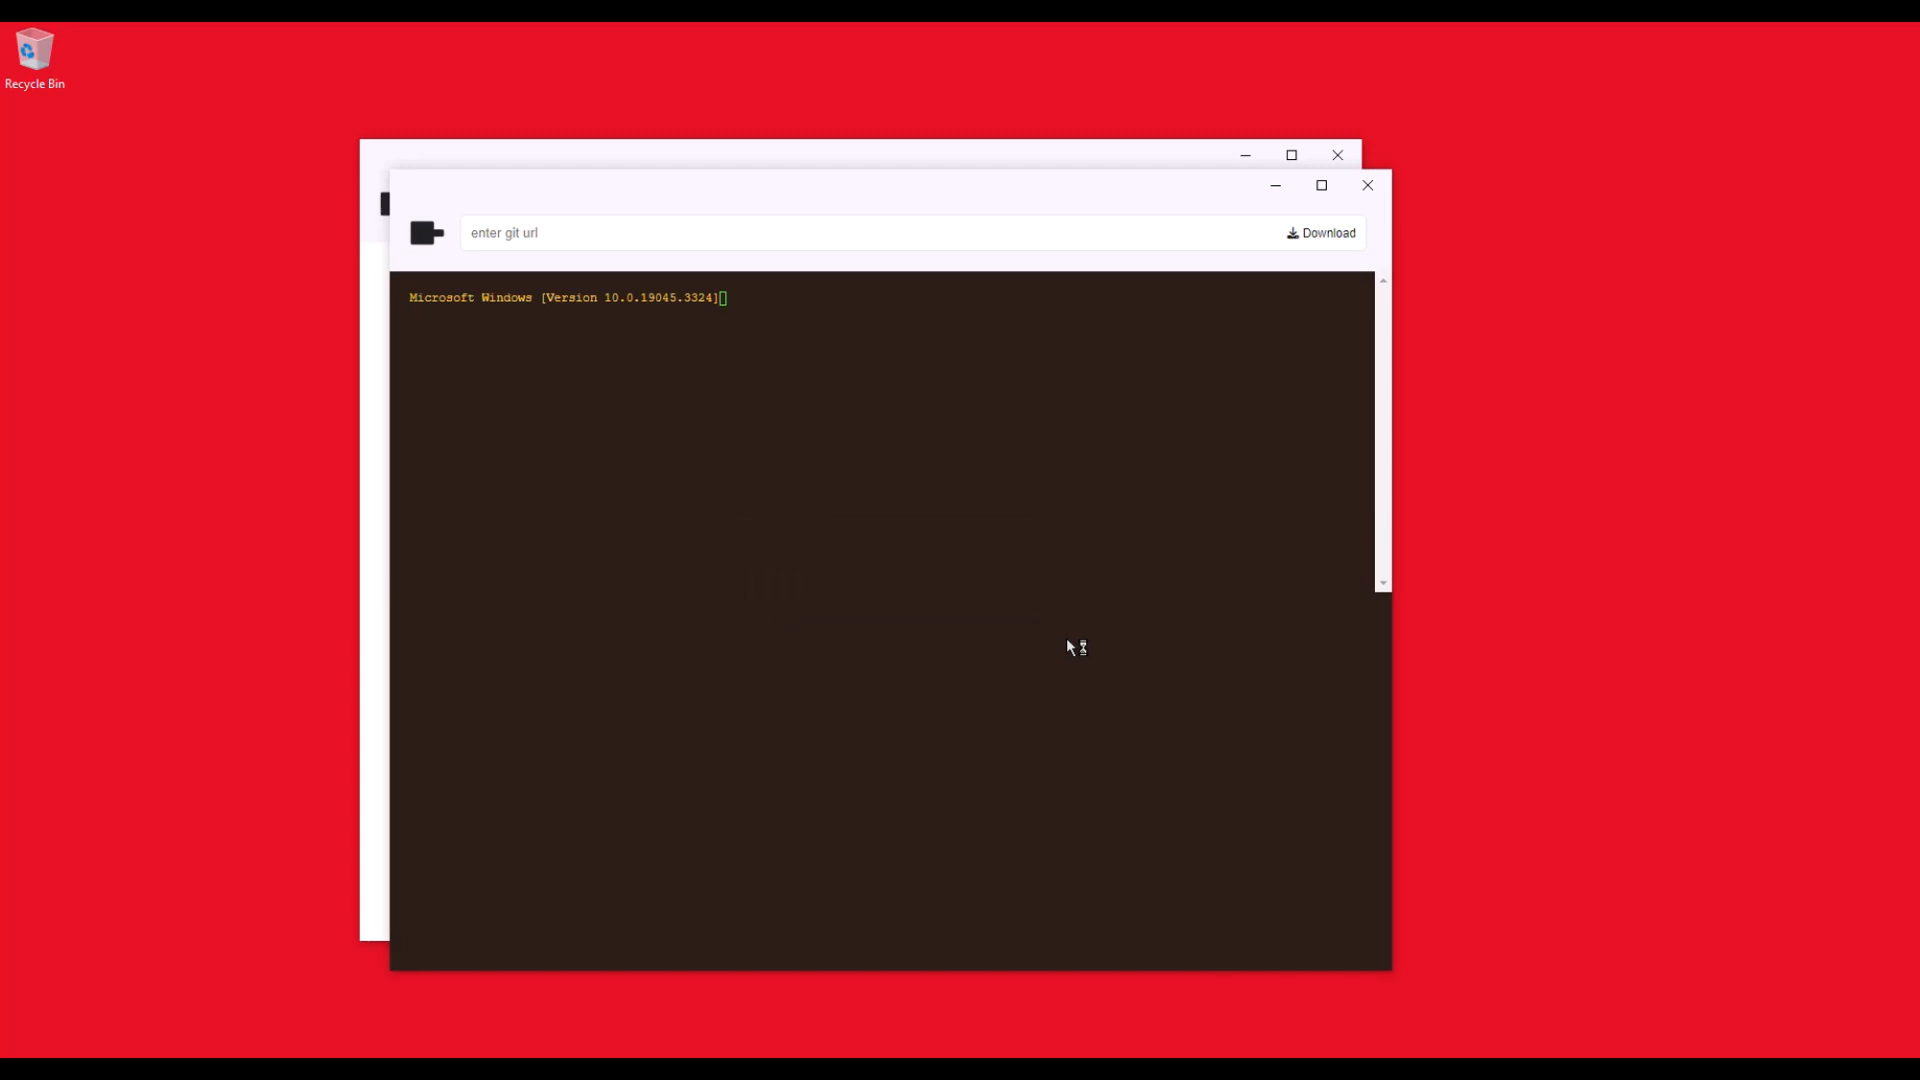 Recycle Bin
enter git url
Download
Microsoft Windows [Version 10.0.19045.3324]